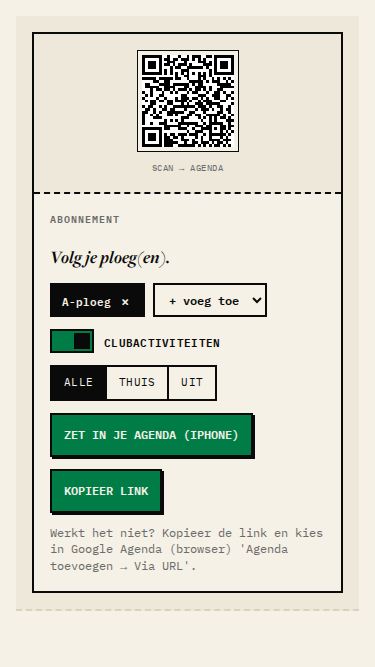 SCAN → AGENDA
ABONNEMENT
Volg je ploeg(en).
A-ploeg × + voeg toe
CLUBACTIVITEITEN
ALLE THUIS UIT
ZET IN JE AGENDA (IPHONE)
KOPIEER LINK
Werkt het niet? Kopieer de link en kies
in Google Agenda (browser) 'Agenda
toevoegen → Via URL'.